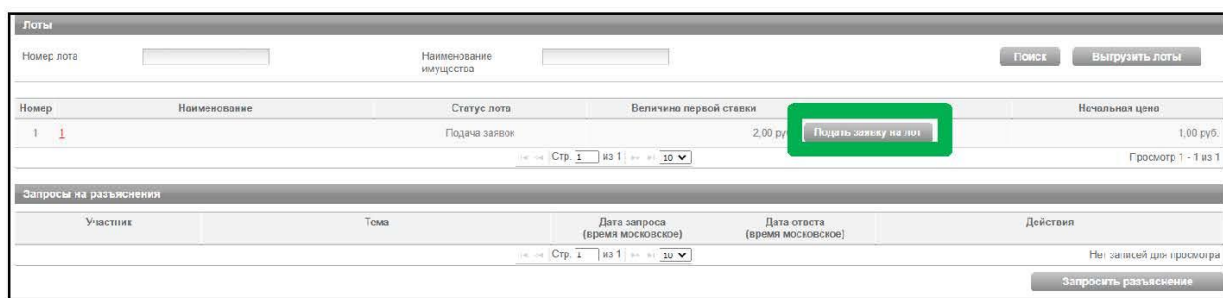 Лоты
Номер лота Наименование имущества Поиск Выгрузить лоты
Номер Наименование Статус лота Величина первой ставки Начальная цена
1 1 Подача заявок 2,00 ру Подать заявку на лот 1,00 руб.
Стр. 1 из 1 10 Просмотр 1 - 1 из 1
Запросы на разъяснения
Участник Тема Дата запроса (время московское) Дата ответа (время московское) Действия
Стр. 1 из 1 10 Нет записей для просмотра
Запросить разъяснение